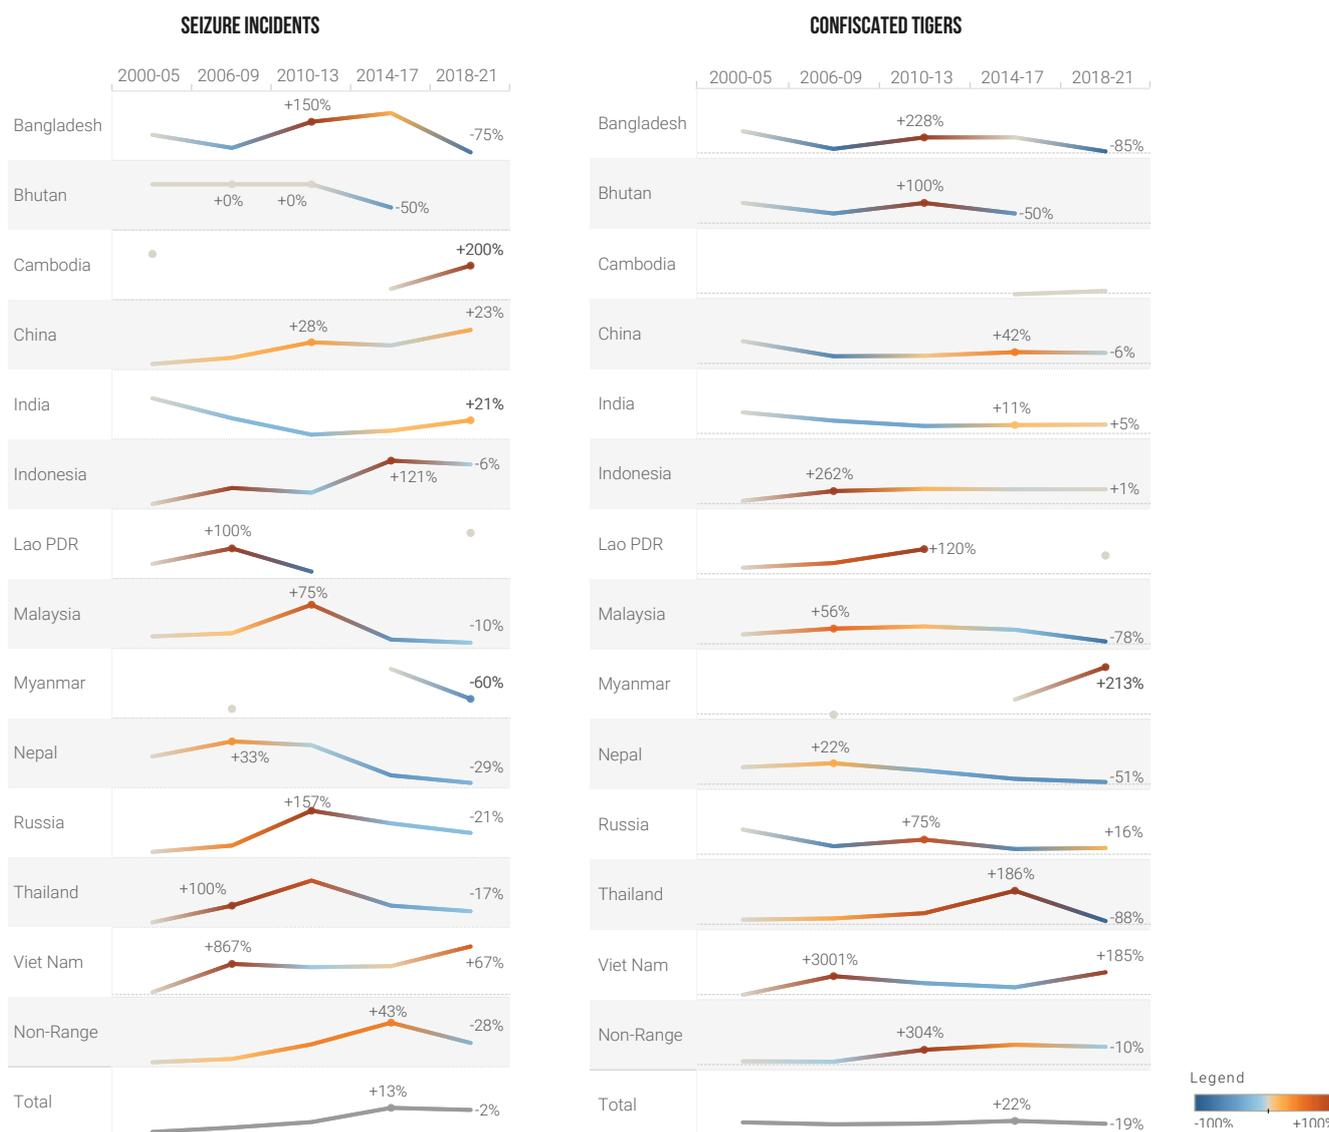 SEIZURE INCIDENTS
2000-05 2006-09 2010-13 2014-17 2018-21
Bangladesh +150% -75%
Bhutan +0% +0% -50%
Cambodia +200%
China +28% +23%
India +21%
Indonesia +121% -6%
Lao PDR +100%
Malaysia +75% -10%
Myanmar -60%
Nepal +33% -29%
Russia +157% -21%
Thailand +100% -17%
Viet Nam +867% +67%
Non-Range +43% -28%
Total +13% -2%
CONFISCATED TIGERS
2000-05 2006-09 2010-13 2014-17 2018-21
Bangladesh +228% -85%
Bhutan +100% -50%
Cambodia
China +42% -6%
India +11% +5%
Indonesia +262% +1%
Lao PDR +120%
Malaysia +56% -78%
Myanmar +213%
Nepal +22% -51%
Russia +75% +16%
Thailand +186% -88%
Viet Nam +3001% +185%
Non-Range +304% -10%
Total +22% -19%
Legend
-100% +100%